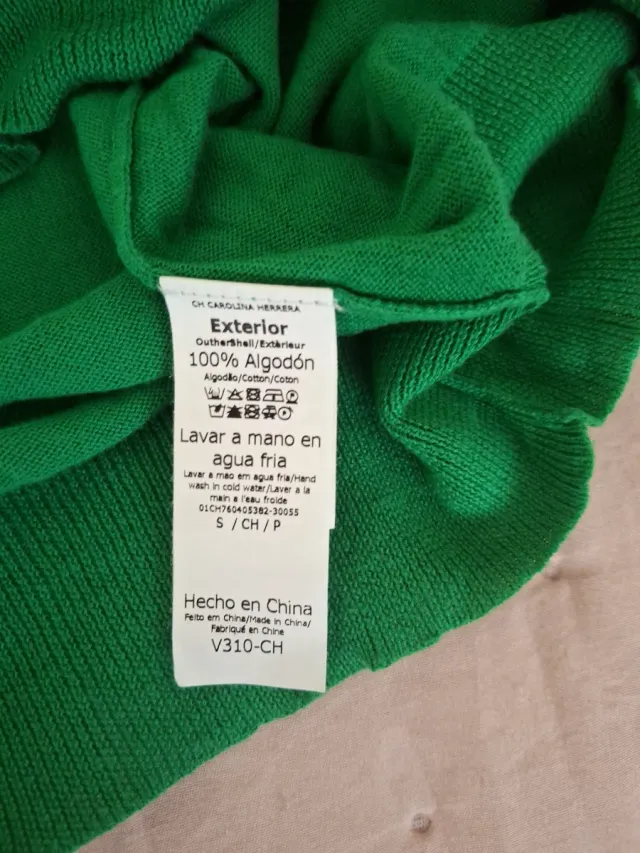 CH CAROLINA HERRERA
Exterior
OutherShell/Extèrieur
100% Algodón
Algodão/Cotton/Coton
Lavar a mano en
agua fria
Lavar a mao em agua fria/Hand
wash in cold water/Laver a la
main a l'eau froide
01CH760405382-30055
S / CH / P
Hecho en China
Feito em China/Made in China/
Fabriqué en Chine
V310-CH